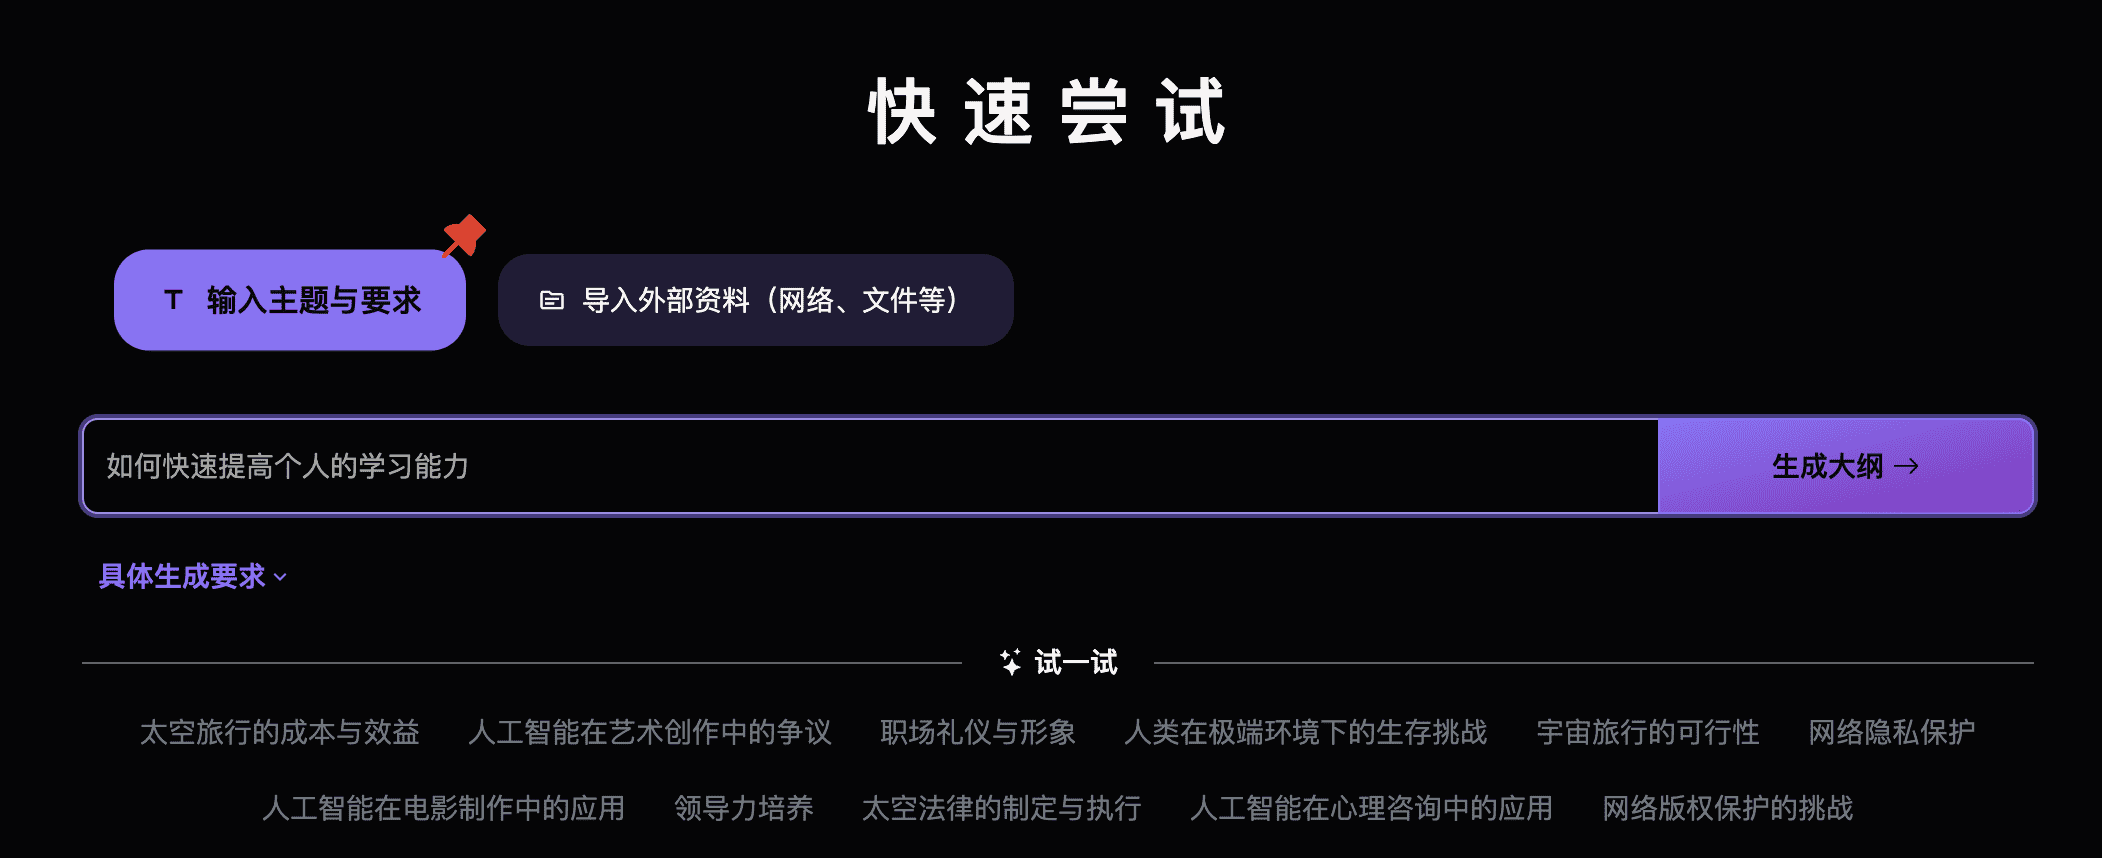 快速尝试
T 输入主题与要求
导入外部资料（网络、文件等）
如何快速提高个人的学习能力
生成大纲 →
具体生成要求
试一试
太空旅行的成本与效益 人工智能在艺术创作中的争议 职场礼仪与形象 人类在极端环境下的生存挑战 宇宙旅行的可行性 网络隐私保护
人工智能在电影制作中的应用 领导力培养 太空法律的制定与执行 人工智能在心理咨询中的应用 网络版权保护的挑战